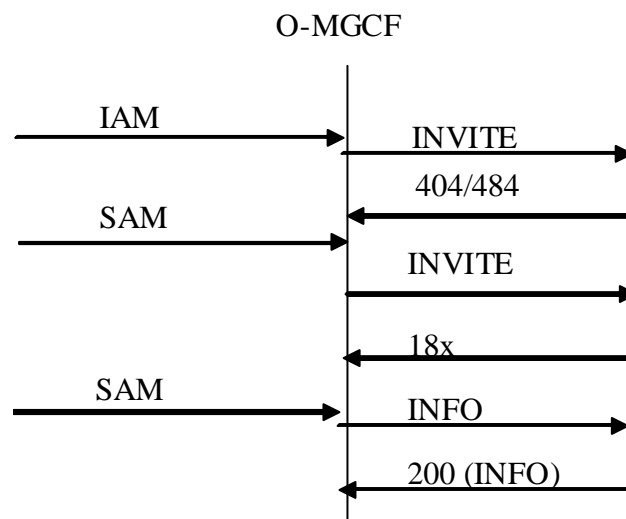 O-MGCF
IAM
INVITE
404/484
SAM
INVITE
18x
SAM
INFO
200 (INFO)